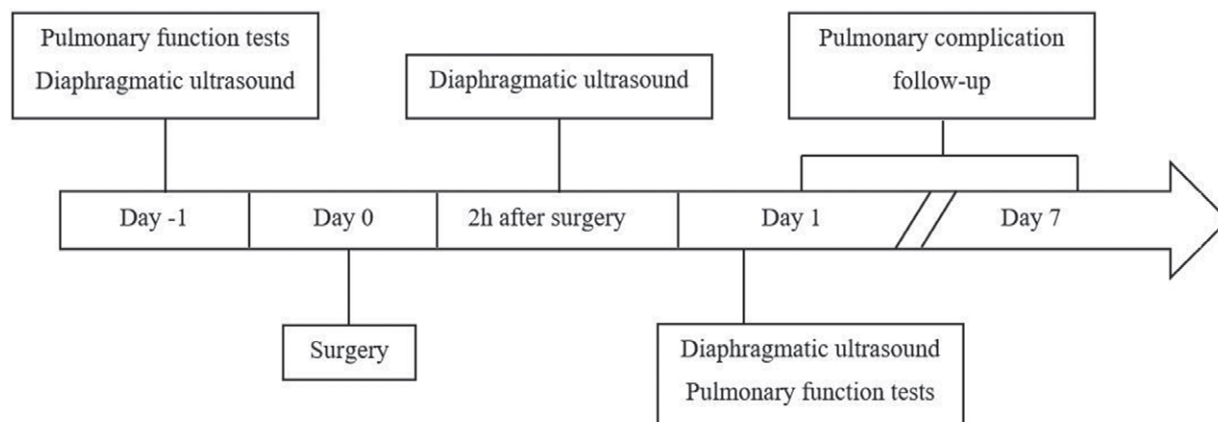 Pulmonary function tests
Diaphragmatic ultrasound
Diaphragmatic ultrasound
Pulmonary complication
follow-up
Day -1
Day 0
2h after surgery
Day 1
Day 7
Surgery
Diaphragmatic ultrasound
Pulmonary function tests